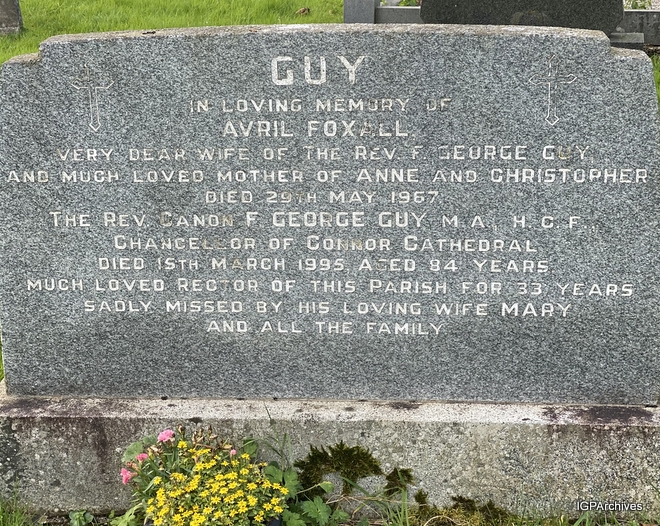 GUY
IN LOVING MEMORY OF
AVRIL FOXALL
VERY DEAR WIFE OF THE REV. F. GEORGE GUY
AND MUCH LOVED MOTHER OF ANNE AND CHRISTOPHER
DIED 29TH MAY 1967
THE REV. CANON F GEORGE GUY M.A., H.C.F.,
CHANCELLOR OF CONNOR CATHEDRAL
DIED 15TH MARCH 1995 AGED 84 YEARS
MUCH LOVED RECTOR OF THIS PARISH FOR 33 YEARS
SADLY MISSED BY HIS LOVING WIFE MARY
AND ALL THE FAMILY
IGPArchives